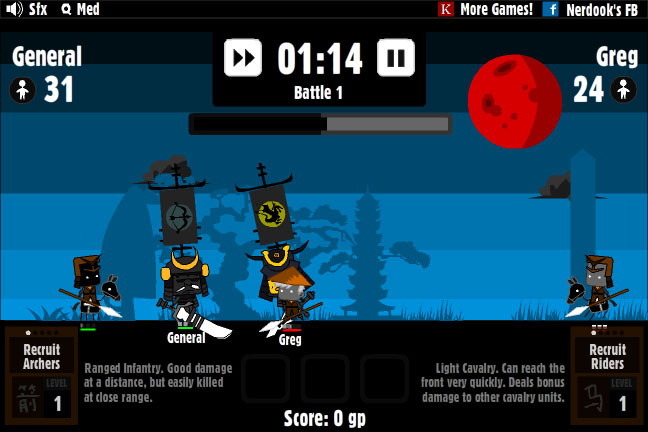 Sfx
Med
K
More Games!
f
Nerdook's FB
General
31
01:14
Battle 1
Greg
24
General
Greg
Recruit
Archers
LEVEL
箭
1
Ranged Infantry. Good damage
at a distance, but easily killed
at close range.
Light Cavalry. Can reach the
front very quickly. Deals bonus
damage to other cavalry units.
Recruit
Riders
LEVEL
马
1
Score: 0 gp